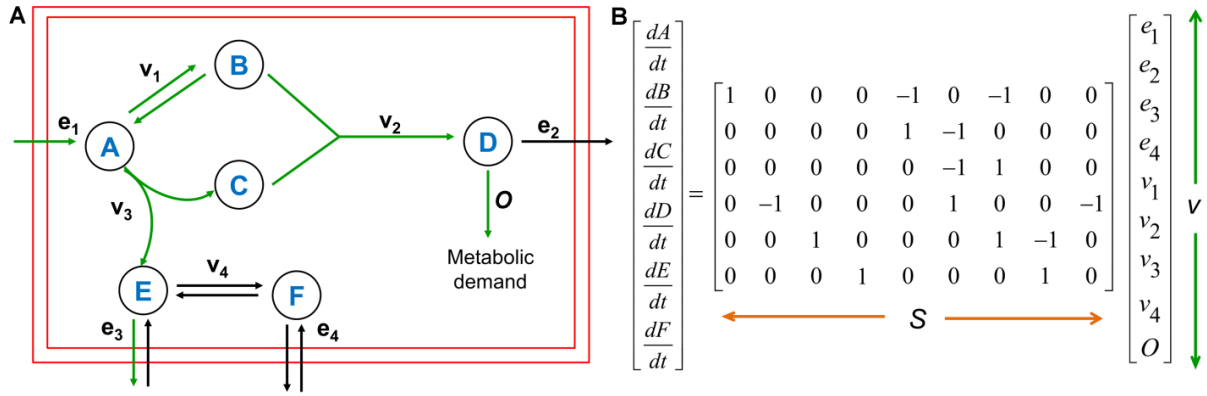 A
B
v1
e1
A
B
C
v2
D
e2
v3
O
Metabolic
demand
E
v4
F
e3
e4
B
dA
dt
dB
dt
dC
dt
dD
dt
dE
dt
dF
dt
=
1 0 0 0 −1 0 −1 0 0
0 0 0 0 1 −1 0 0 0
0 0 0 0 0 −1 1 0 0
0 −1 0 0 0 1 0 0 −1
0 0 1 0 0 0 1 −1 0
0 0 0 1 0 0 0 1 0
S
e1
e2
e3
e4
v1
v2
v3
v4
O
v